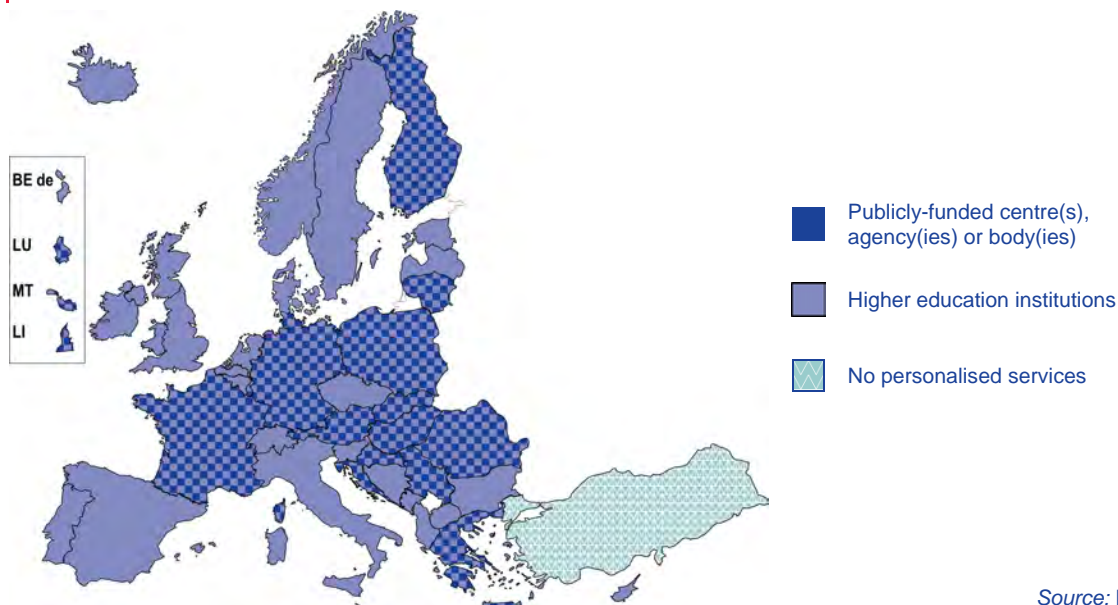 BE de
LU
MT
LI
Publicly-funded centre(s),
agency(ies) or body(ies)
Higher education institutions
No personalised services
Source: